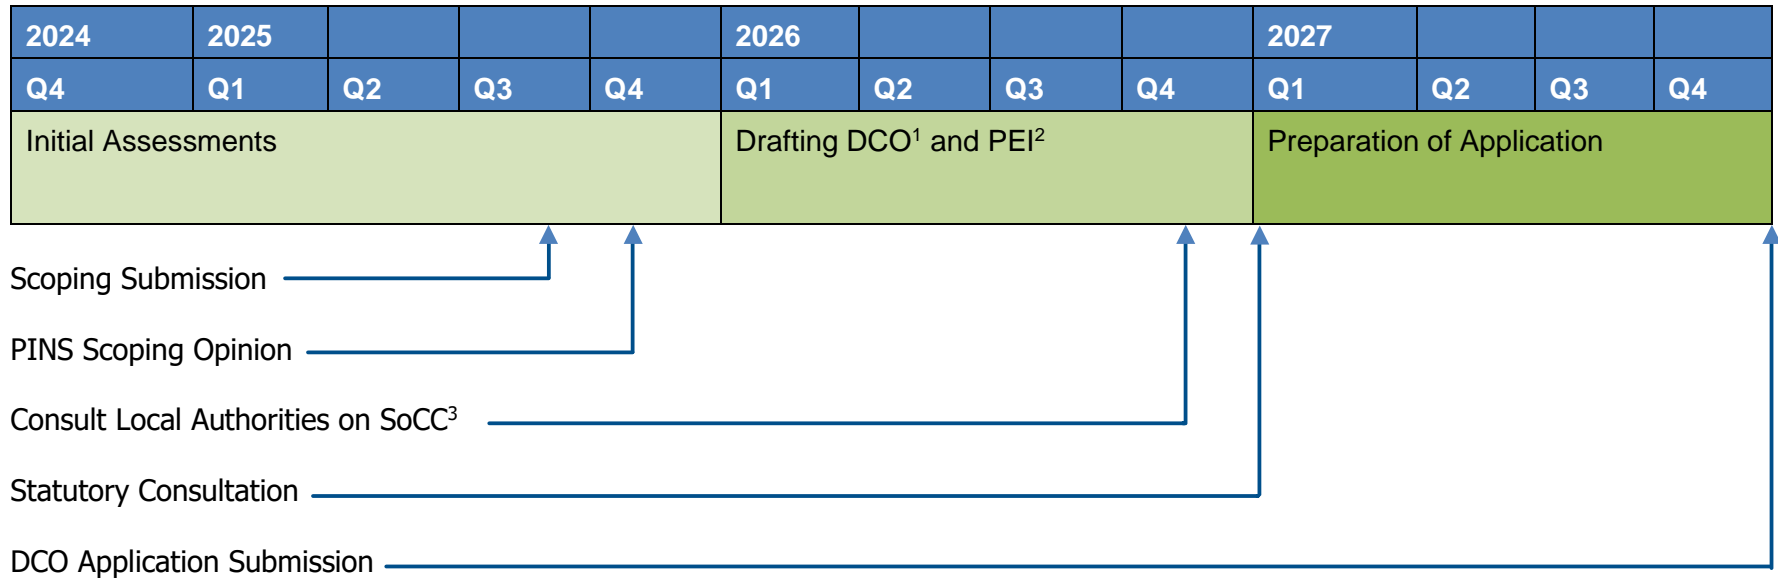 2024 2025 2026 2027
Q4 Q1 Q2 Q3 Q4 Q1 Q2 Q3 Q4 Q1 Q2 Q3 Q4
Initial Assessments Drafting DCO¹ and PEI² Preparation of Application
Scoping Submission
PINS Scoping Opinion
Consult Local Authorities on SoCC³
Statutory Consultation
DCO Application Submission